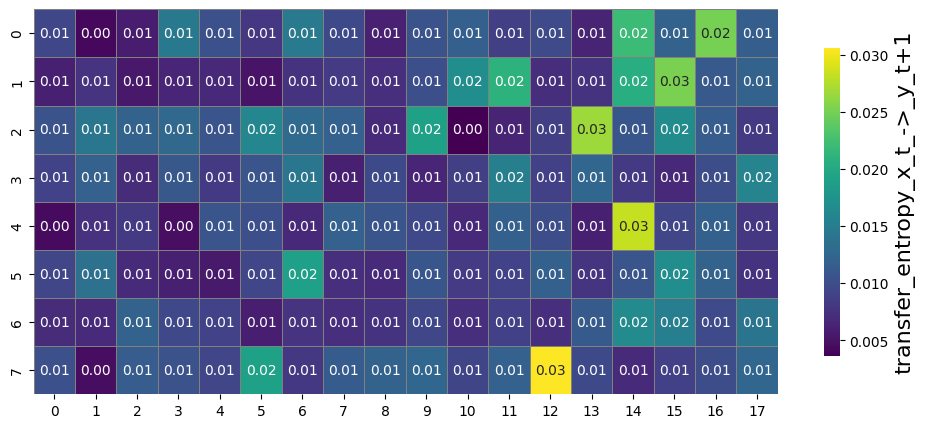 0 0.01 0.00 0.01 0.01 0.01 0.01 0.01 0.01 0.01 0.01 0.01 0.01 0.01 0.01 0.02 0.01 0.02 0.01
1 0.01 0.01 0.01 0.01 0.01 0.01 0.01 0.01 0.01 0.01 0.02 0.02 0.01 0.01 0.02 0.03 0.01 0.01
2 0.01 0.01 0.01 0.01 0.01 0.02 0.01 0.01 0.01 0.02 0.00 0.01 0.01 0.03 0.01 0.02 0.01 0.01
3 0.01 0.01 0.01 0.01 0.01 0.01 0.01 0.01 0.01 0.01 0.01 0.02 0.01 0.01 0.01 0.01 0.01 0.02
4 0.00 0.01 0.01 0.00 0.01 0.01 0.01 0.01 0.01 0.01 0.01 0.01 0.01 0.01 0.03 0.01 0.01 0.01
5 0.01 0.01 0.01 0.01 0.01 0.01 0.02 0.01 0.01 0.01 0.01 0.01 0.01 0.01 0.01 0.02 0.01 0.01
6 0.01 0.01 0.01 0.01 0.01 0.01 0.01 0.01 0.01 0.01 0.01 0.01 0.01 0.01 0.02 0.02 0.01 0.01
7 0.01 0.00 0.01 0.01 0.01 0.02 0.01 0.01 0.01 0.01 0.01 0.01 0.03 0.01 0.01 0.01 0.01 0.01
0 1 2 3 4 5 6 7 8 9 10 11 12 13 14 15 16 17
0.030
0.025
0.020
0.015
0.010
0.005
transfer_entropy_x_t_->_y_t+1